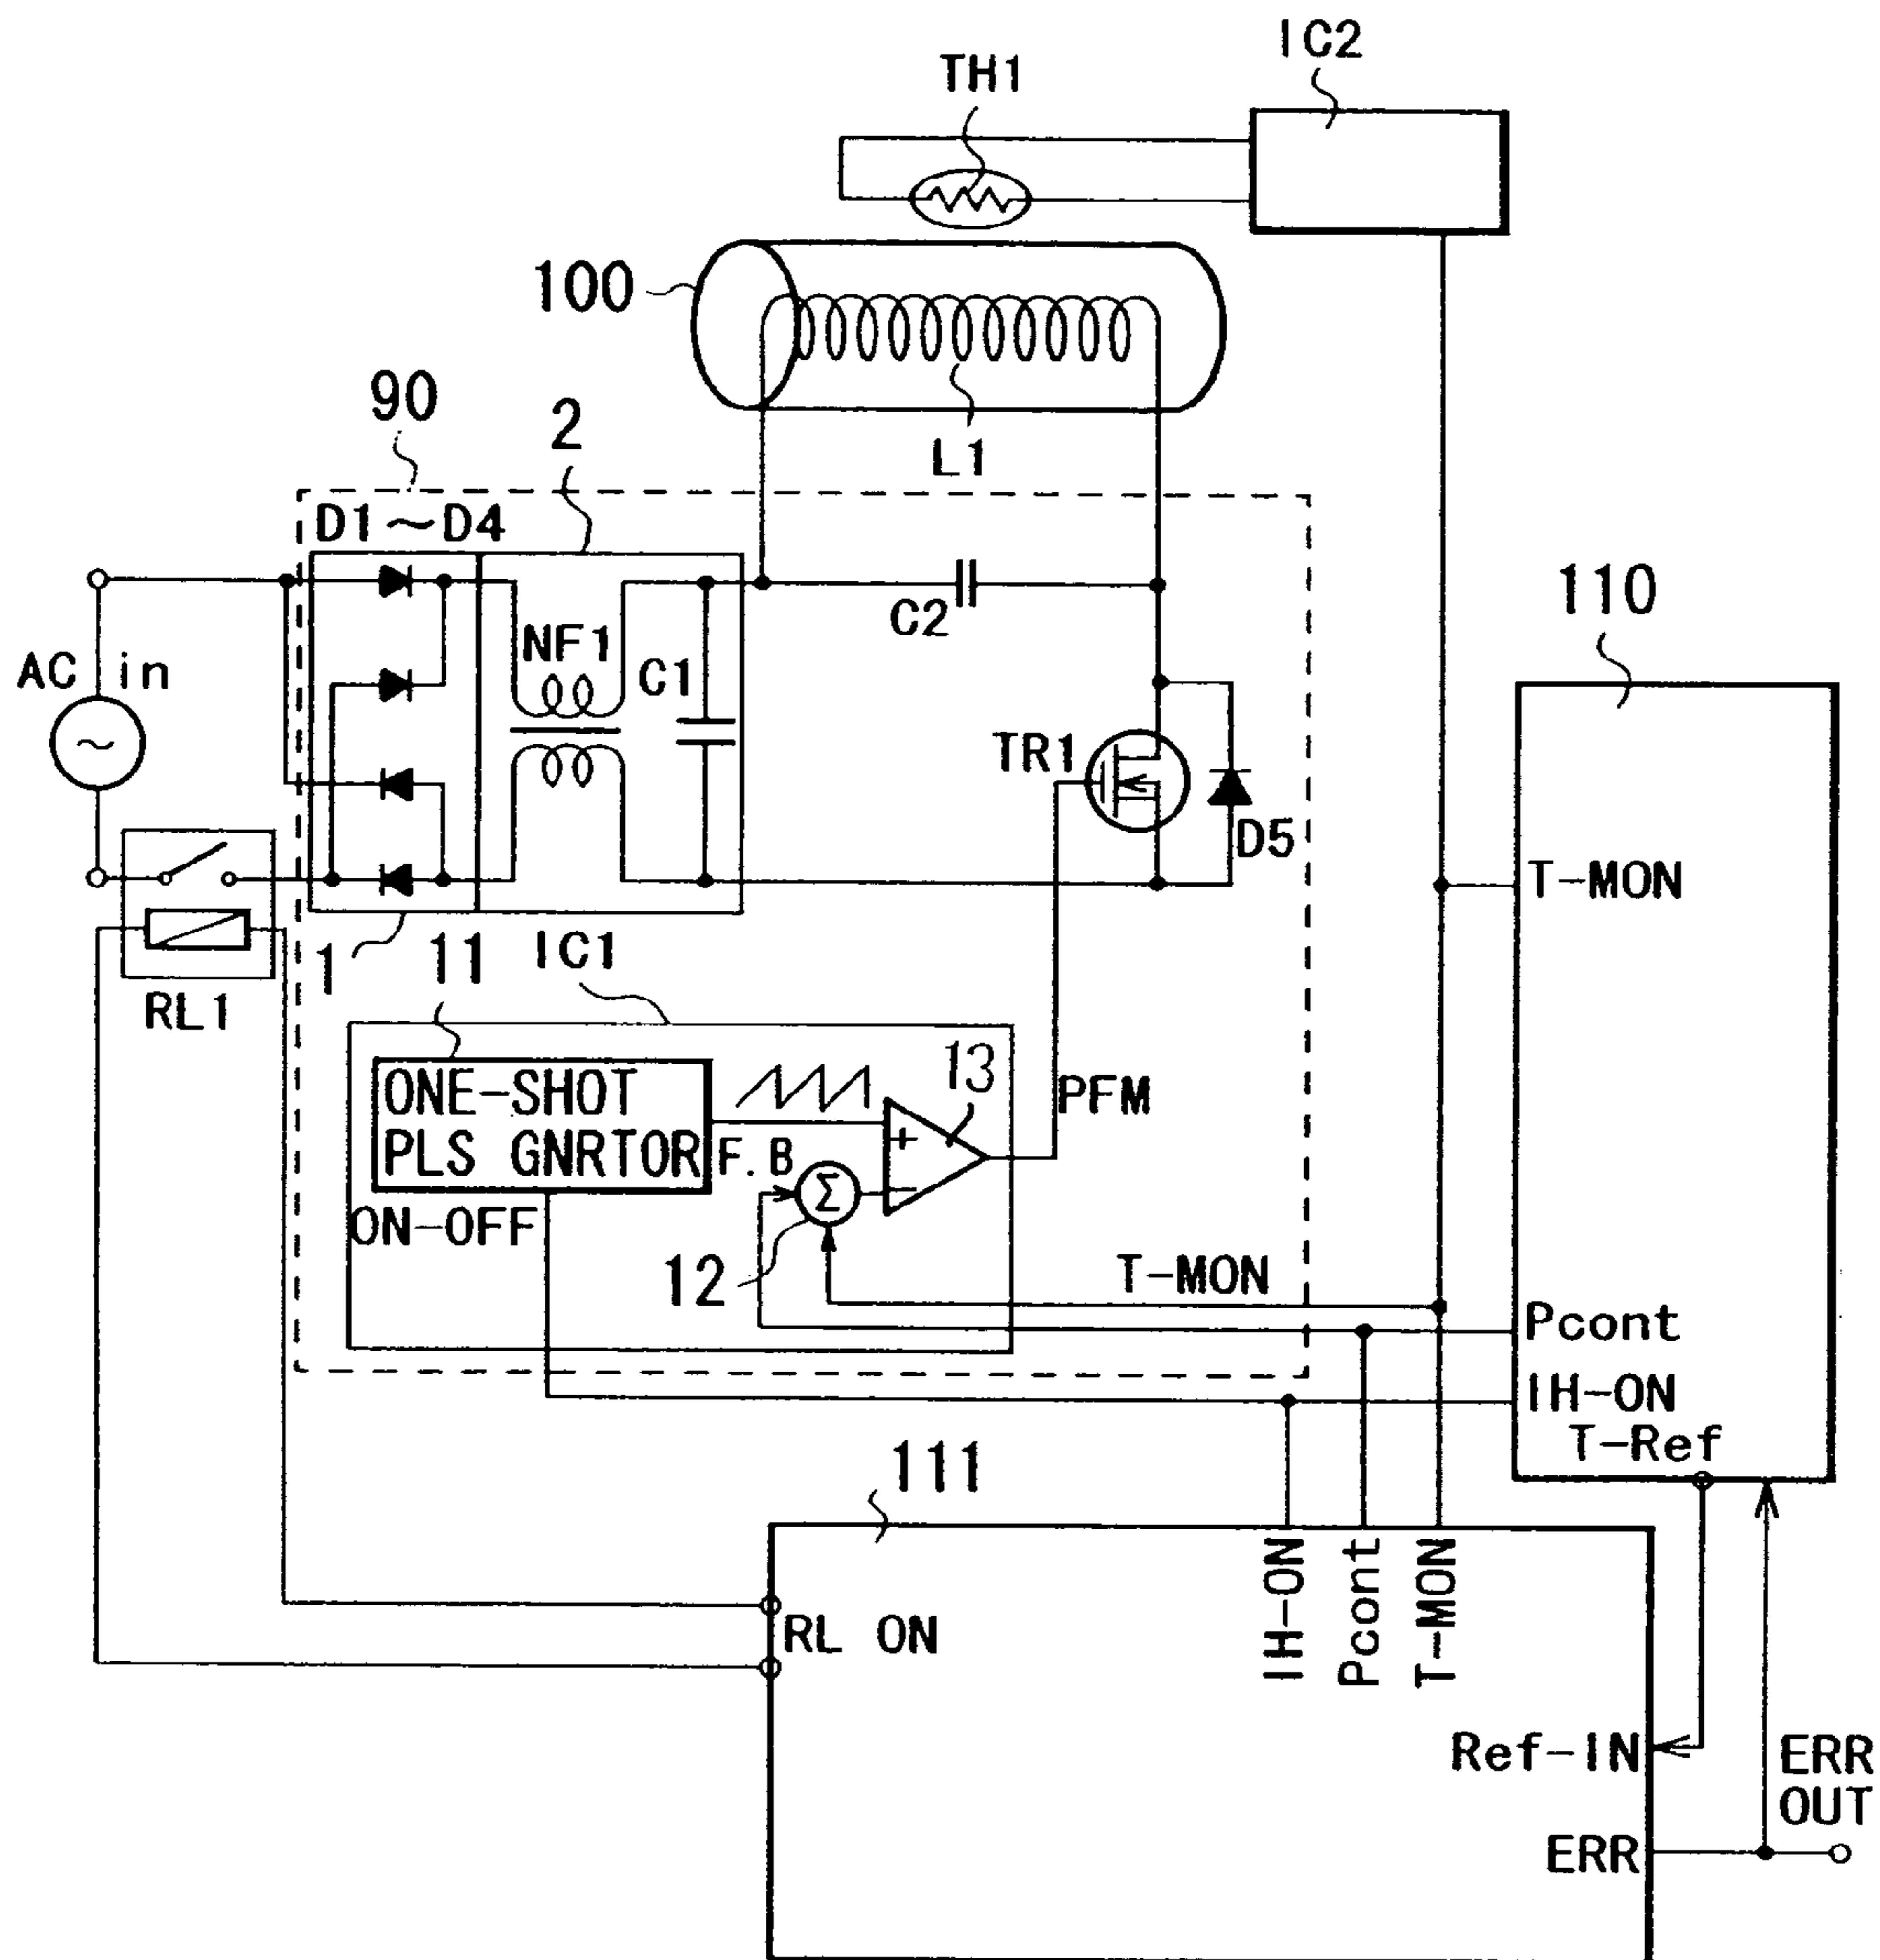 IC2
TH1
100
L1
90
2
D1~D4
C2
110
NF1
C1
AC in
~
TR1
D5
T-MON
1
11
IC1
RL1
13
ONE-SHOT
PLS GNRTOR
F.B
+
−
Σ
PFM
ON-OFF
12
T-MON
Pcont
IH-ON
T-Ref
111
IH-ON
Pcont
T-MON
RL ON
Ref-IN
ERR
OUT
ERR